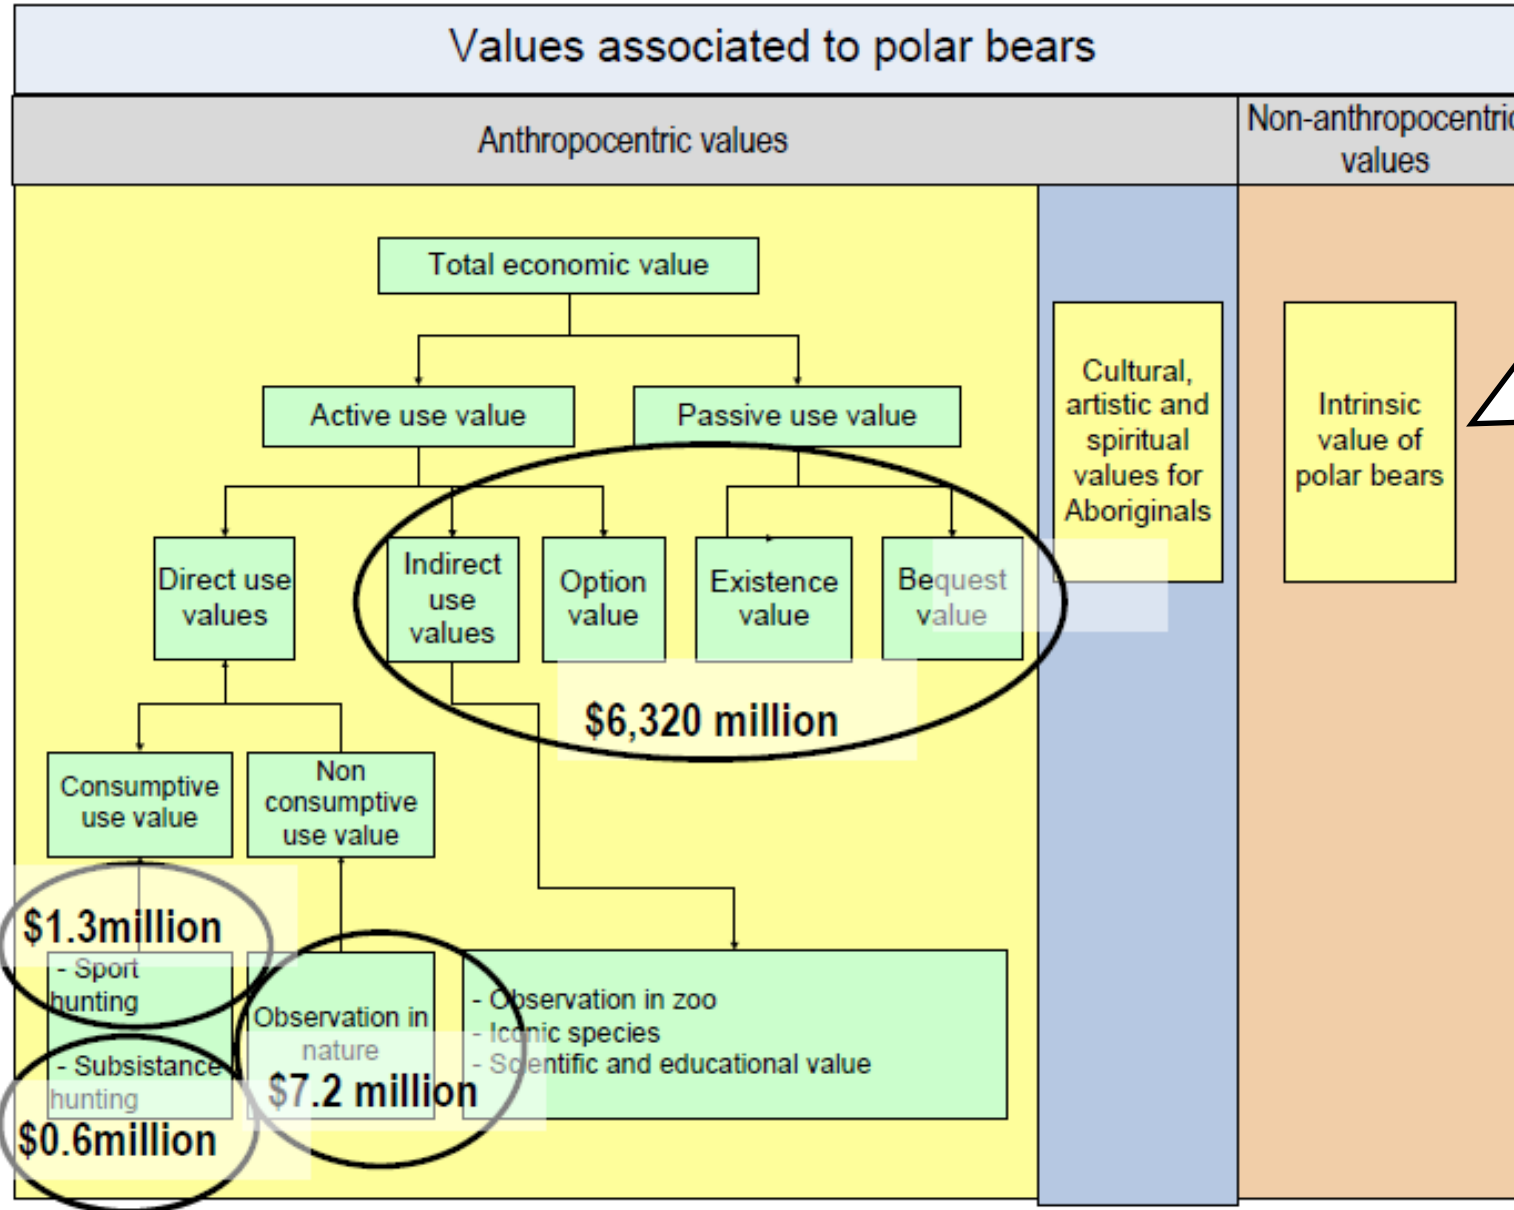 Values associated to polar bears
Anthropocentric values
Non-anthropocentric
values
Total economic value
Active use value
Passive use value
Cultural,
artistic and
spiritual
values for
Aboriginals
Intrinsic
value of
polar bears
Direct use
values
Indirect
use
values
Option
value
Existence
value
Bequest
value
$6,320 million
Consumptive
use value
Non
consumptive
use value
$1.3million
- Sport
hunting
- Subsistance
hunting
$0.6million
Observation in
nature
$7.2 million
- Observation in zoo
- Iconic species
- Scientific and educational value